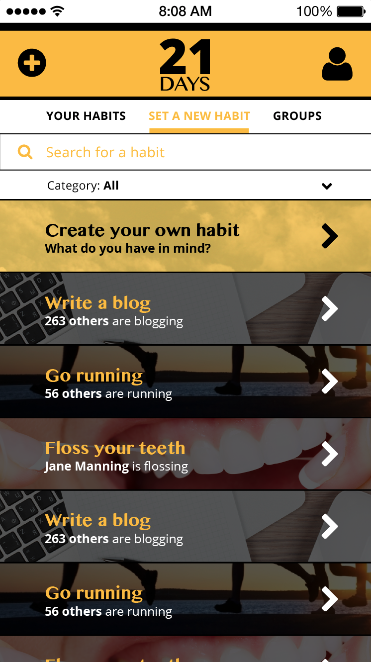 8:08 AM 100%
21
DAYS
YOUR HABITS SET A NEW HABIT GROUPS
Search for a habit
Category: All
Create your own habit
What do you have in mind?
Write a blog
263 others are blogging
Go running
56 others are running
Floss your teeth
Jane Manning is flossing
Write a blog
263 others are blogging
Go running
56 others are running